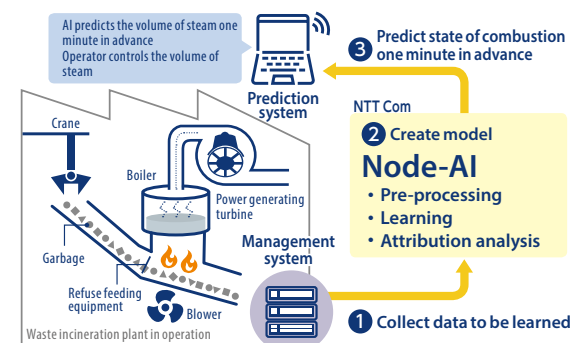 AI predicts the volume of steam one
minute in advance
Operator controls the volume of
steam
Prediction
system
3 Predict state of combustion
one minute in advance
NTT Com
2 Create model
Node-AI
• Pre-processing
• Learning
• Attribution analysis
Crane
Boiler
Power generating
turbine
Garbage
Management
system
Refuse feeding
equipment
Blower
1 Collect data to be learned
Waste incineration plant in operation